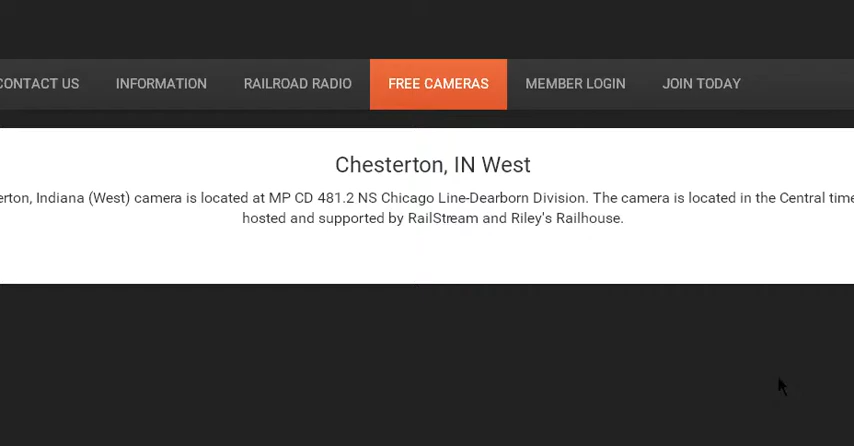 CONTACT US INFORMATION RAILROAD RADIO FREE CAMERAS MEMBER LOGIN JOIN TODAY
Chesterton, IN West
erton, Indiana (West) camera is located at MP CD 481.2 NS Chicago Line-Dearborn Division. The camera is located in the Central time
hosted and supported by RailStream and Riley's Railhouse.